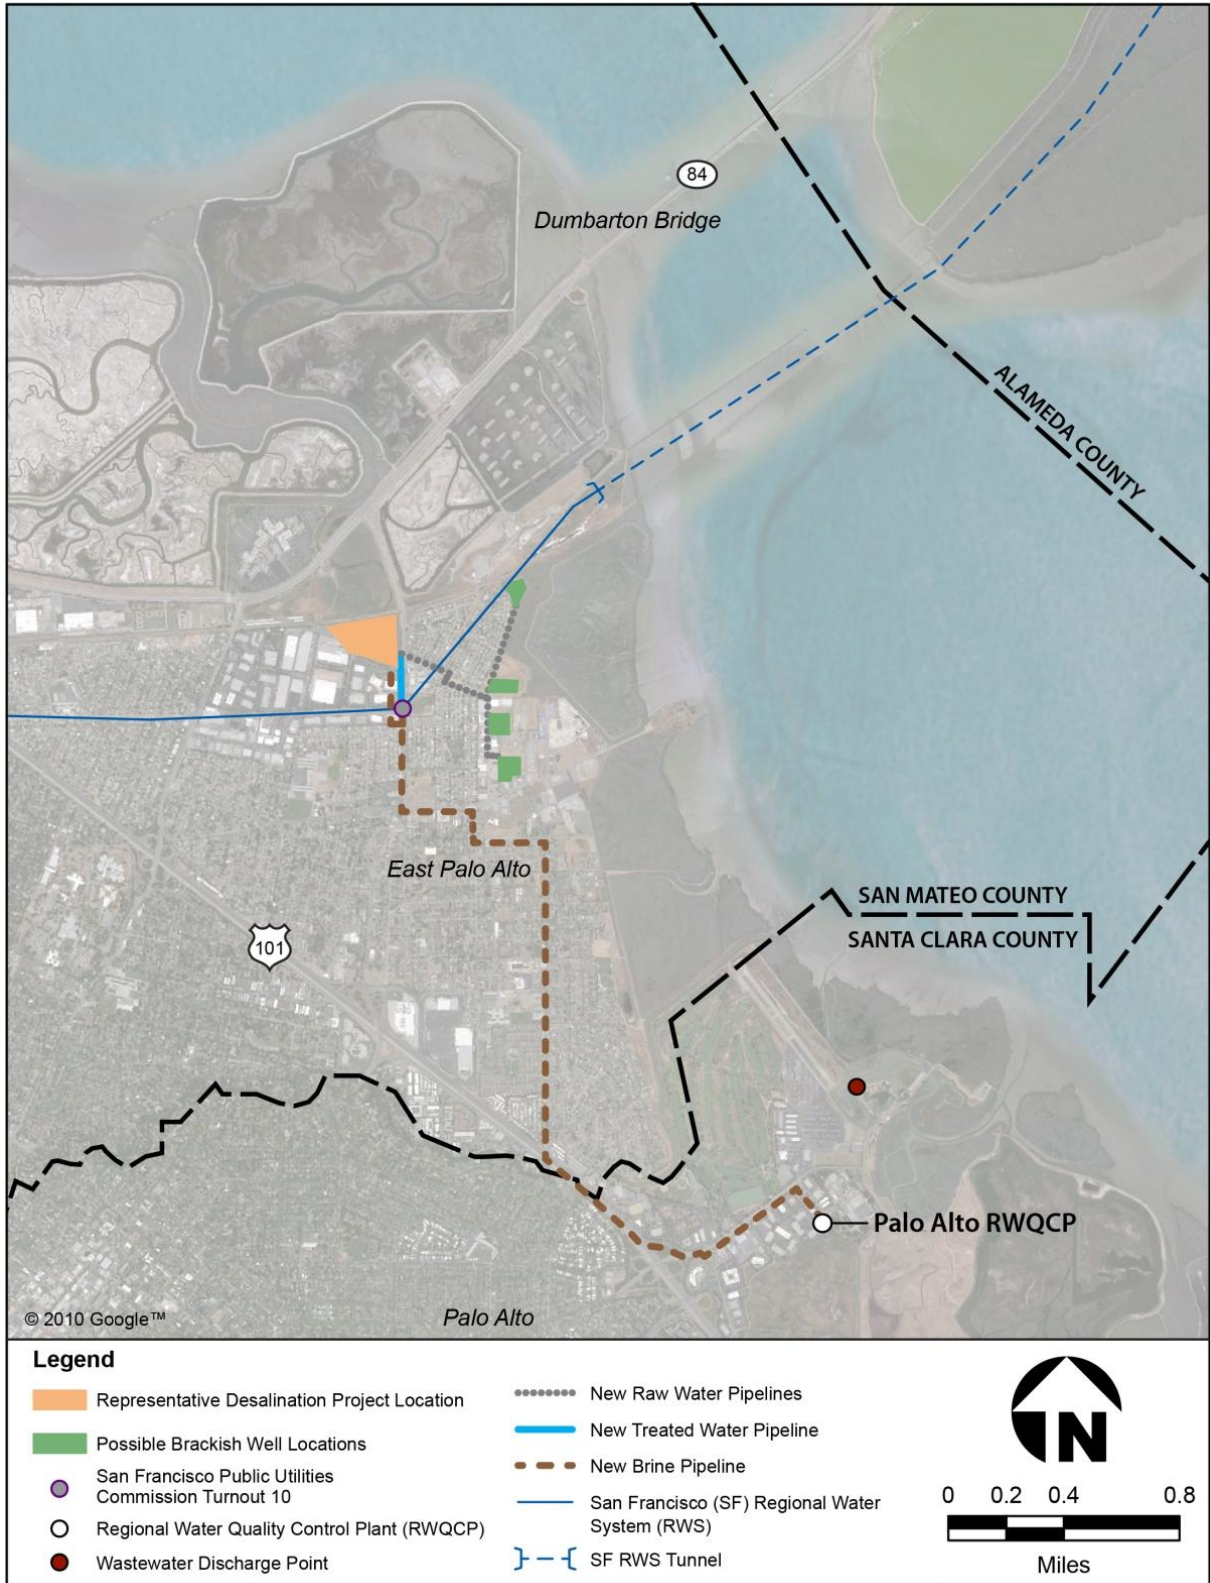 84
Dumbarton Bridge
ALAMEDA COUNTY
East Palo Alto
SAN MATEO COUNTY
SANTA CLARA COUNTY
101
Palo Alto RWQCP
© 2010 Google™
Palo Alto
Legend
Representative Desalination Project Location
Possible Brackish Well Locations
San Francisco Public Utilities
Commission Turnout 10
Regional Water Quality Control Plant (RWQCP)
Wastewater Discharge Point
New Raw Water Pipelines
New Treated Water Pipeline
New Brine Pipeline
San Francisco (SF) Regional Water
System (RWS)
SF RWS Tunnel
N
0 0.2 0.4 0.8
Miles